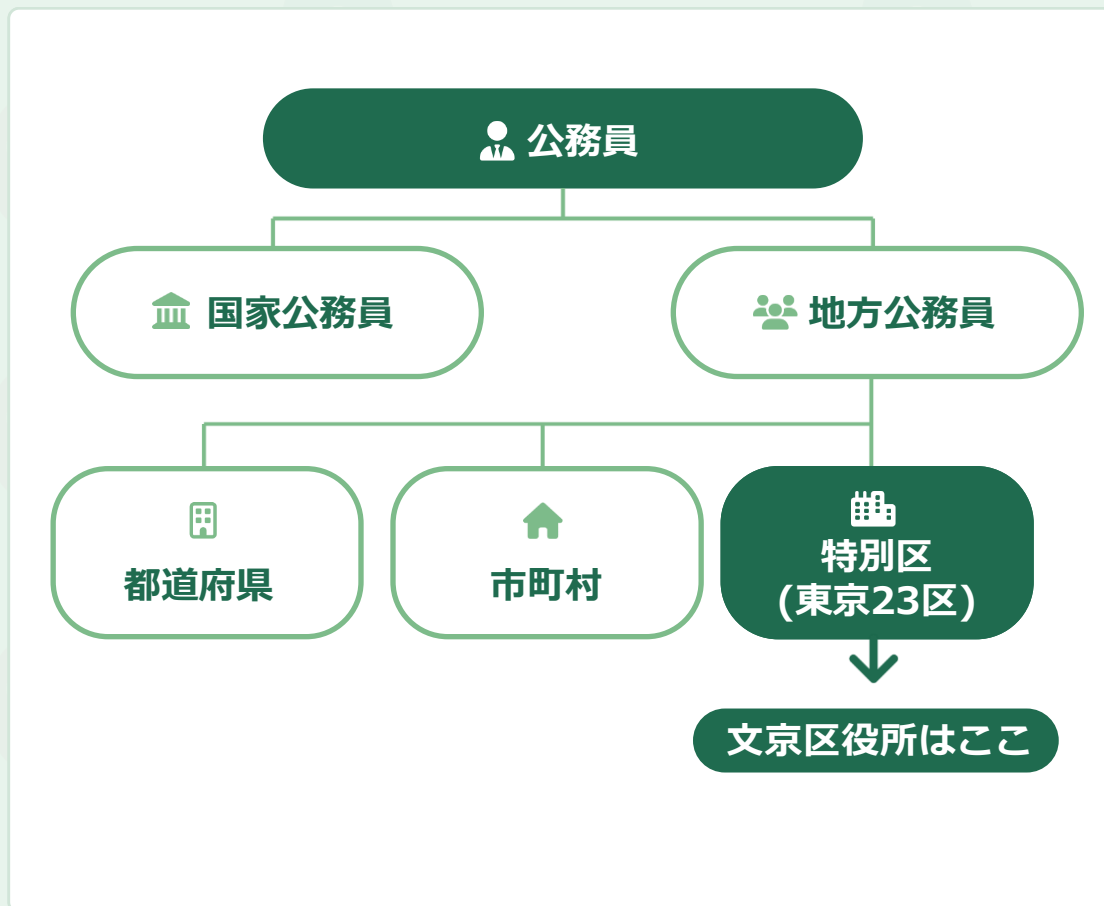 公務員
国家公務員
地方公務員
都道府県
市町村
特別区
(東京23区)
文京区役所はここ